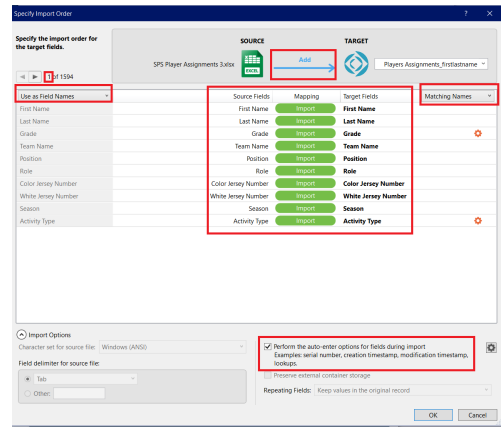 Specify Import Order
? ×
Specify the import order for
the target fields.
SOURCE
TARGET
SPS Player Assignments 3.xlsx
EXCEL
Add
Players Assignments_firstlastname
1 of 1594
Use as Field Names
Source Fields Mapping Target Fields
Matching Names
First Name First Name Import First Name
Last Name Last Name Import Last Name
Grade Grade Import Grade
Team Name Team Name Import Team Name
Position Position Import Position
Role Role Import Role
Color Jersey Number Color Jersey Number Import Color Jersey Number
White Jersey Number White Jersey Number Import White Jersey Number
Season Season Import Season
Activity Type Activity Type Import Activity Type
Import Options
Character set for source file: Windows (ANSI)
Field delimiter for source file:
Tab
Other:
Perform the auto-enter options for fields during import
Examples: serial number, creation timestamp, modification timestamp,
lookups.
Preserve external container storage
Repeating Fields: Keep values in the original record
OK Cancel